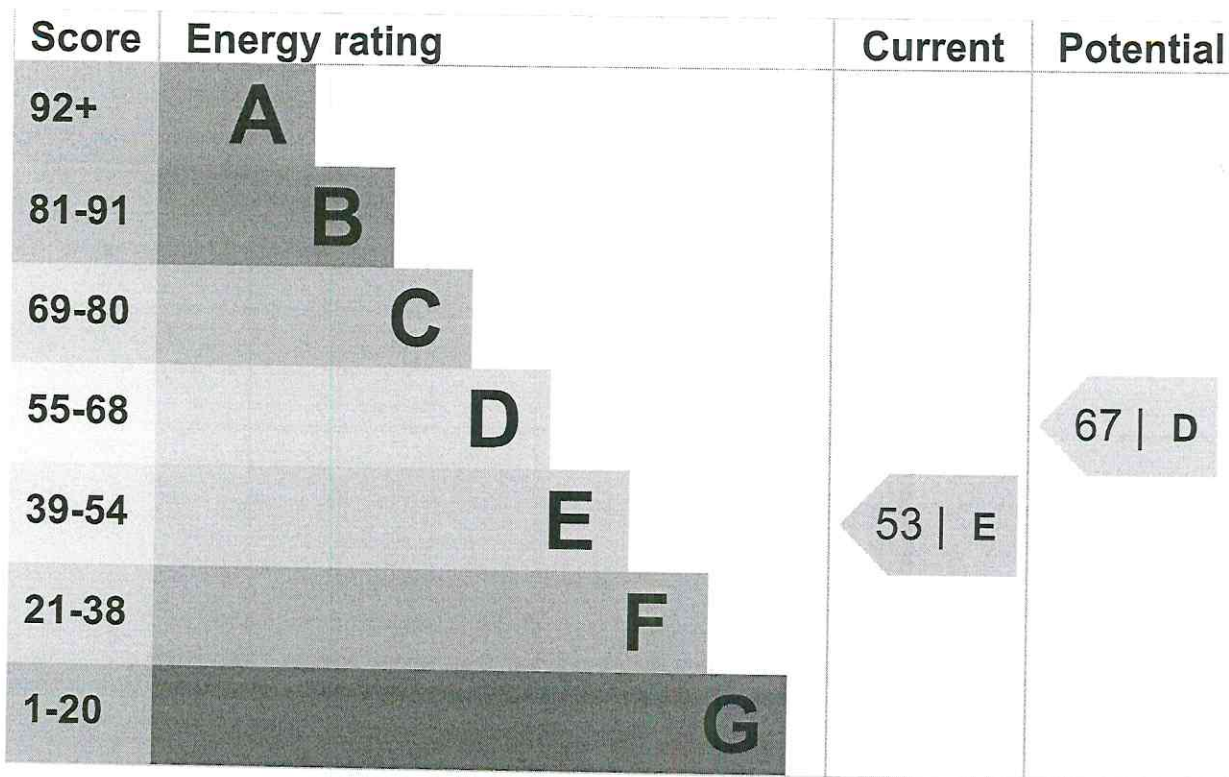 Score Energy rating Current Potential
92+ A
81-91 B
69-80 C
55-68 D 67 | D
39-54 E 53 | E
21-38 F
1-20 G